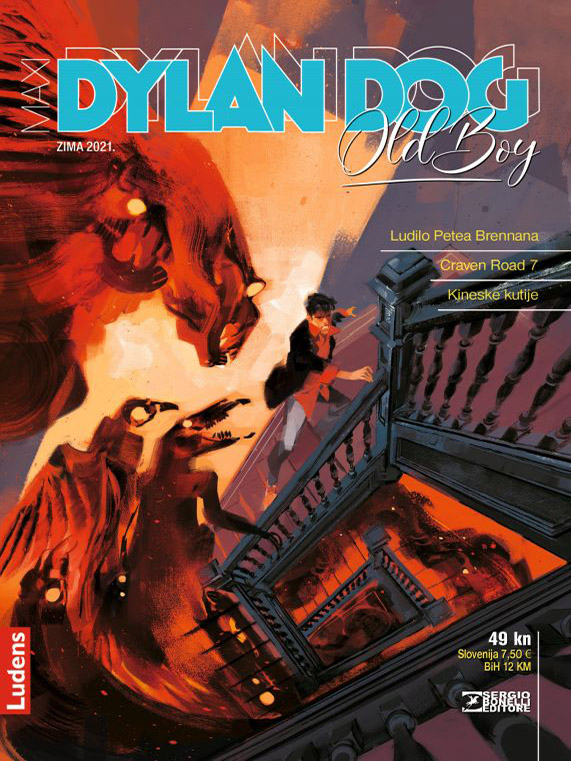 MAXI
DYLAN DOG
Old Boy
ZIMA 2021.
Ludilo Petea Brennana
Craven Road 7
Kineske kutije
49 kn
Slovenija 7,50 €
BiH 12 KM
Ludens
SERGIO
BONELLI
EDITORE